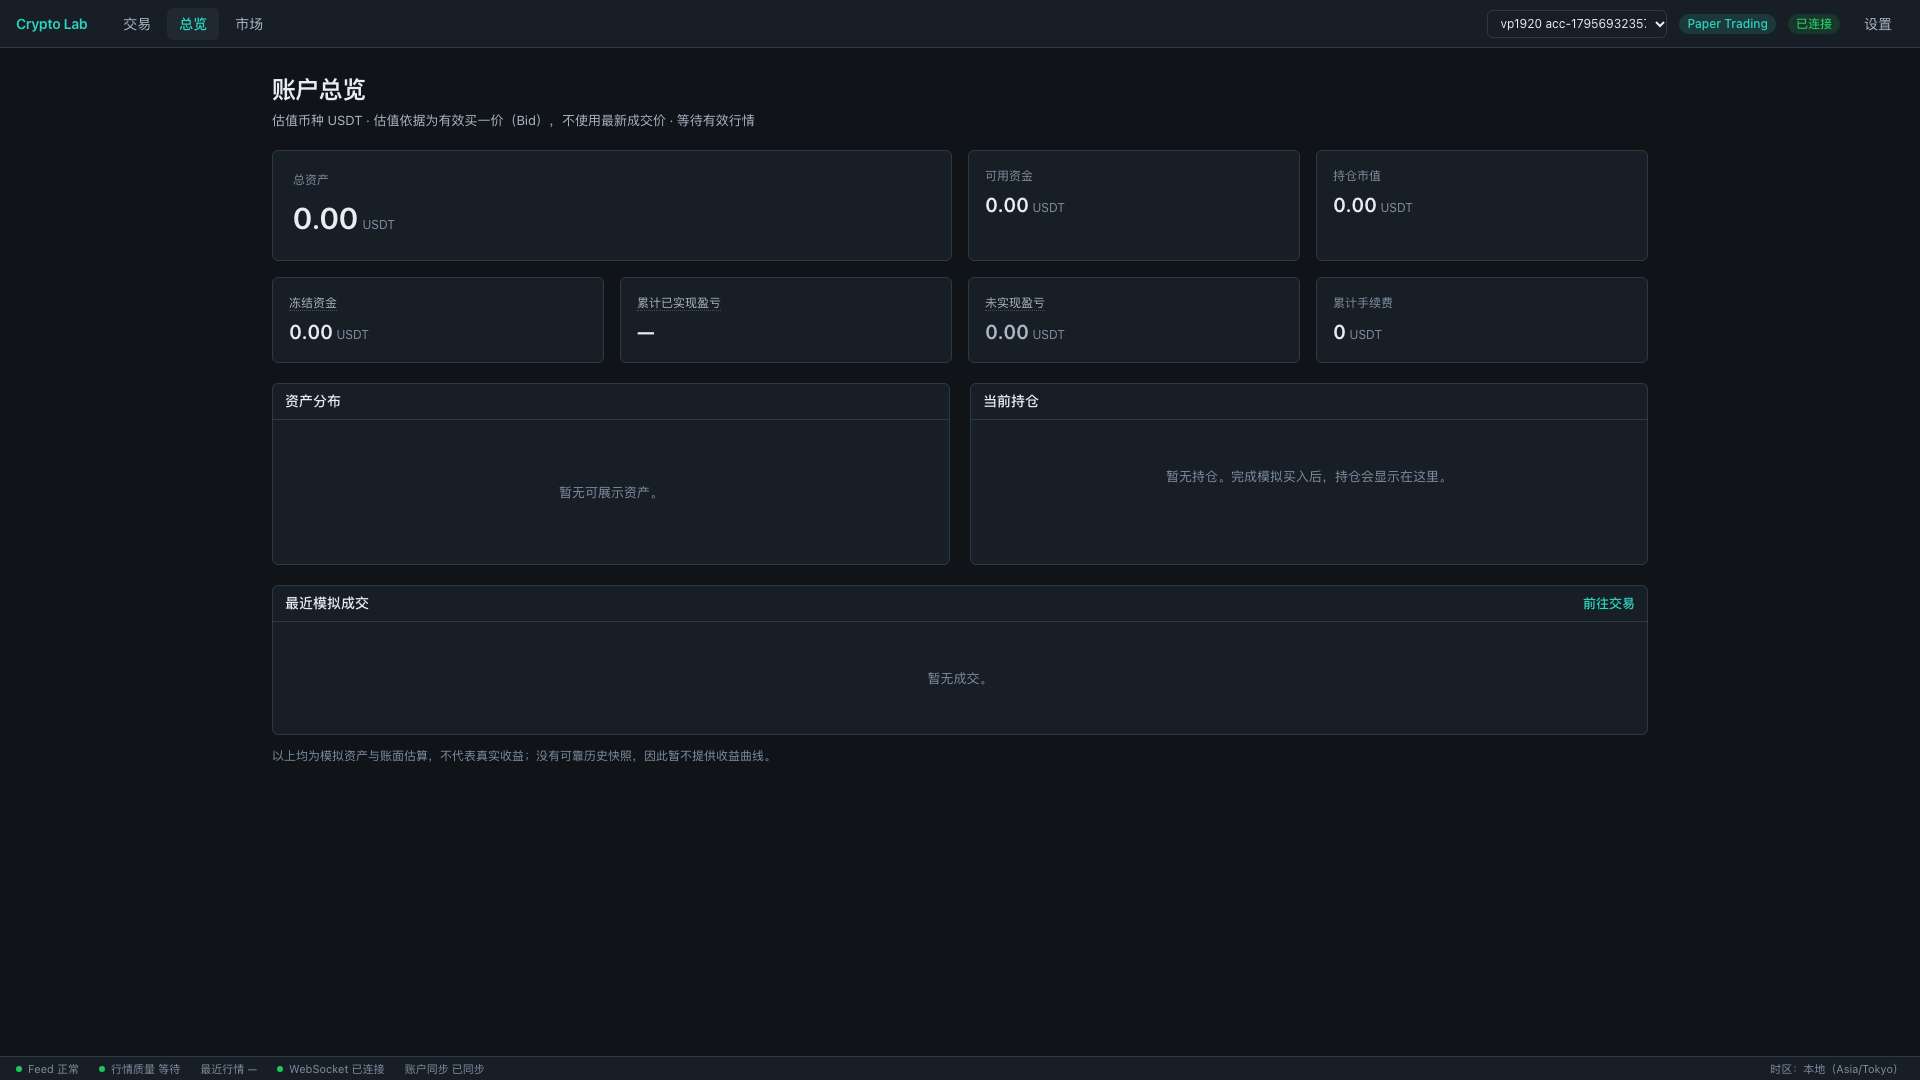 Crypto Lab 交易 总览 市场 vp1920 acc-1795693235 Paper Trading 已连接 设置
账户总览
估值币种 USDT · 估值依据为有效买一价（Bid），不使用最新成交价 · 等待有效行情
总资产 可用资金 持仓市值
0.00 USDT 0.00 USDT 0.00 USDT
冻结资金 累计已实现盈亏 未实现盈亏 累计手续费
0.00 USDT — 0.00 USDT 0 USDT
资产分布 当前持仓
暂无可展示资产。 暂无持仓。完成模拟买入后，持仓会显示在这里。
最近模拟成交 前往交易
暂无成交。
以上均为模拟资产与账面估算，不代表真实收益；没有可靠历史快照，因此暂不提供收益曲线。
Feed 正常 行情质量 等待 最近行情 — WebSocket 已连接 账户同步 已同步 时区：本地（Asia/Tokyo）